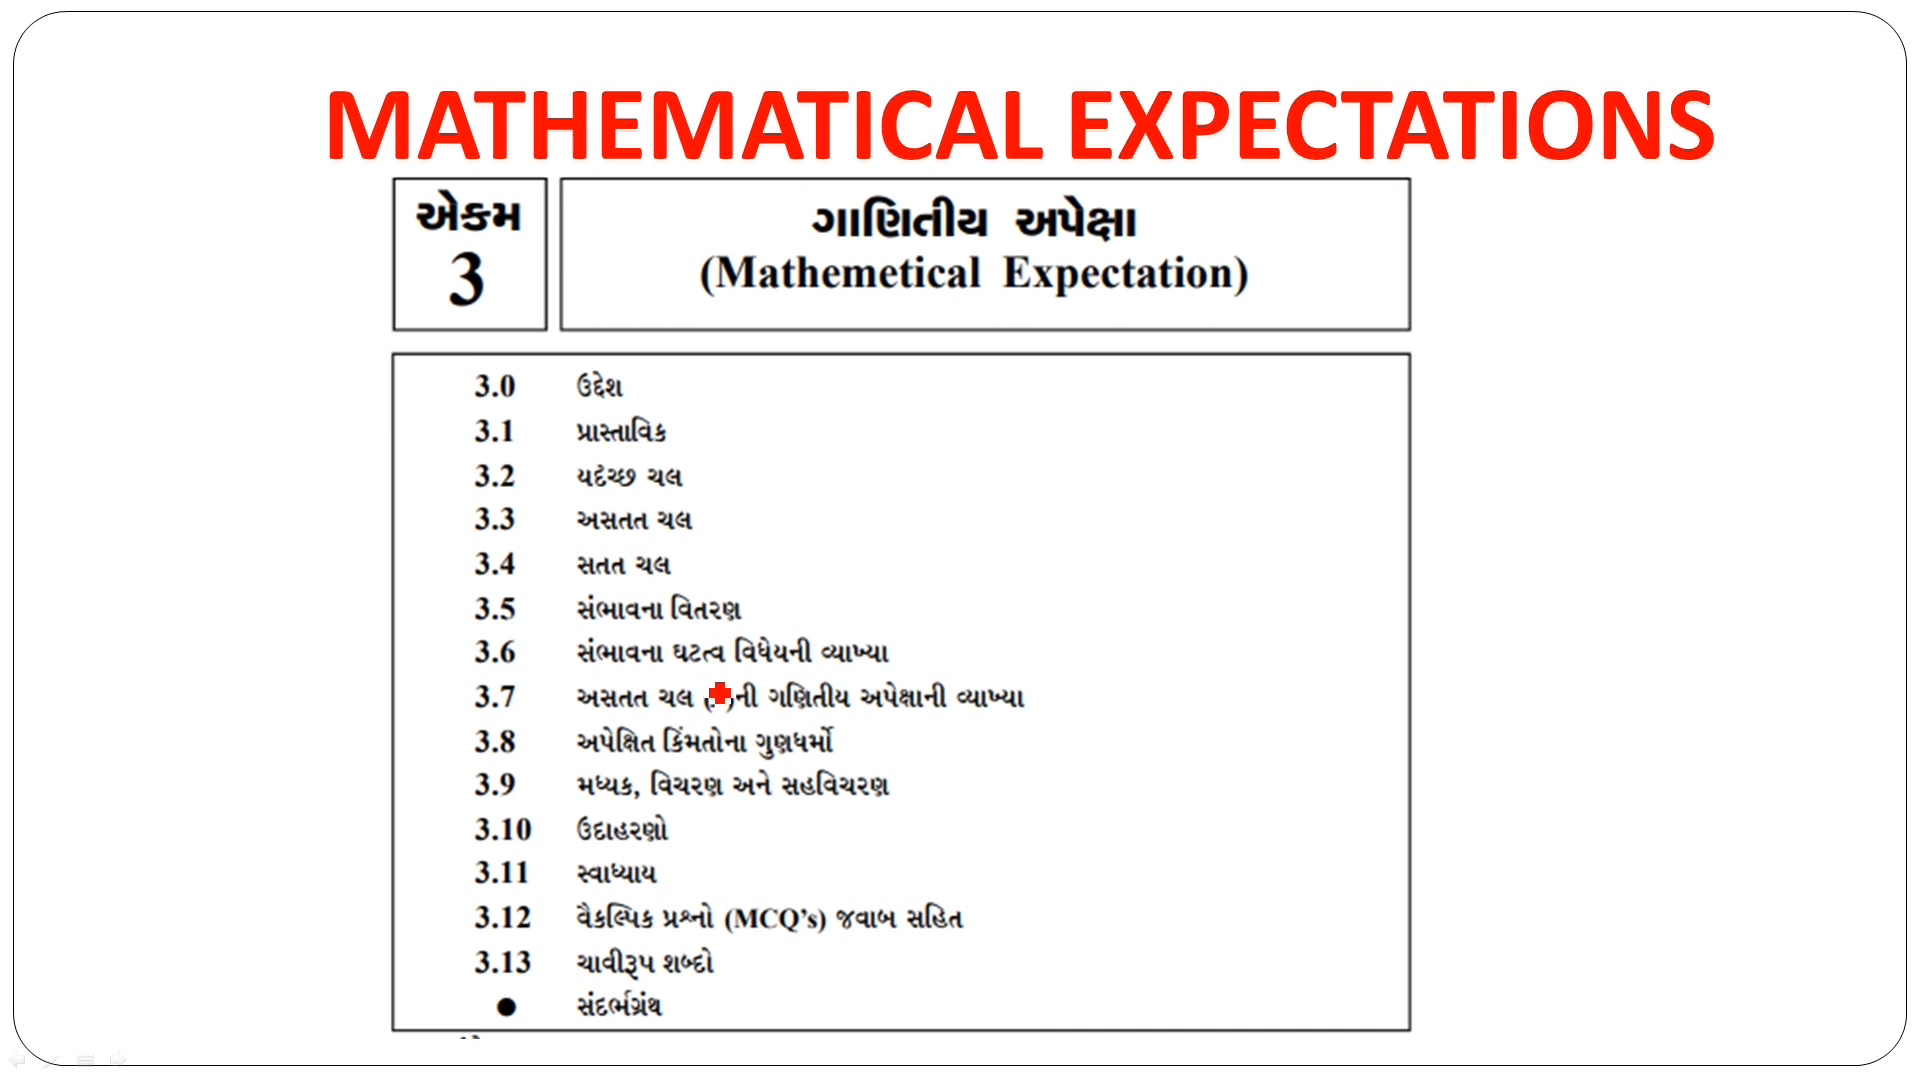 MATHEMATICAL EXPECTATIONS
એકમ
3
ગાણિતીય અપેક્ષા
(Mathemetical Expectation)
3.0 ઉદ્દેશ
3.1 પ્રાસ્તાવિક
3.2 યદૃચ્છ ચલ
3.3 અસતત ચલ
3.4 સતત ચલ
3.5 સંભાવના વિતરણ
3.6 સંભાવના ઘટત્વ વિધેયની વ્યાખ્યા
3.7 અસતત ચલ ની ગણિતીય અપેક્ષાની વ્યાખ્યા
3.8 અપેક્ષિત કિંમતોના ગુણધર્મો
3.9 મધ્યક, વિચરણ અને સહવિચરણ
3.10 ઉદાહરણો
3.11 સ્વાધ્યાય
3.12 વૈકલ્પિક પ્રશ્નો (MCQ's) જવાબ સહિત
3.13 ચાવીરૂપ શબ્દો
● સંદર્ભગ્રંથ